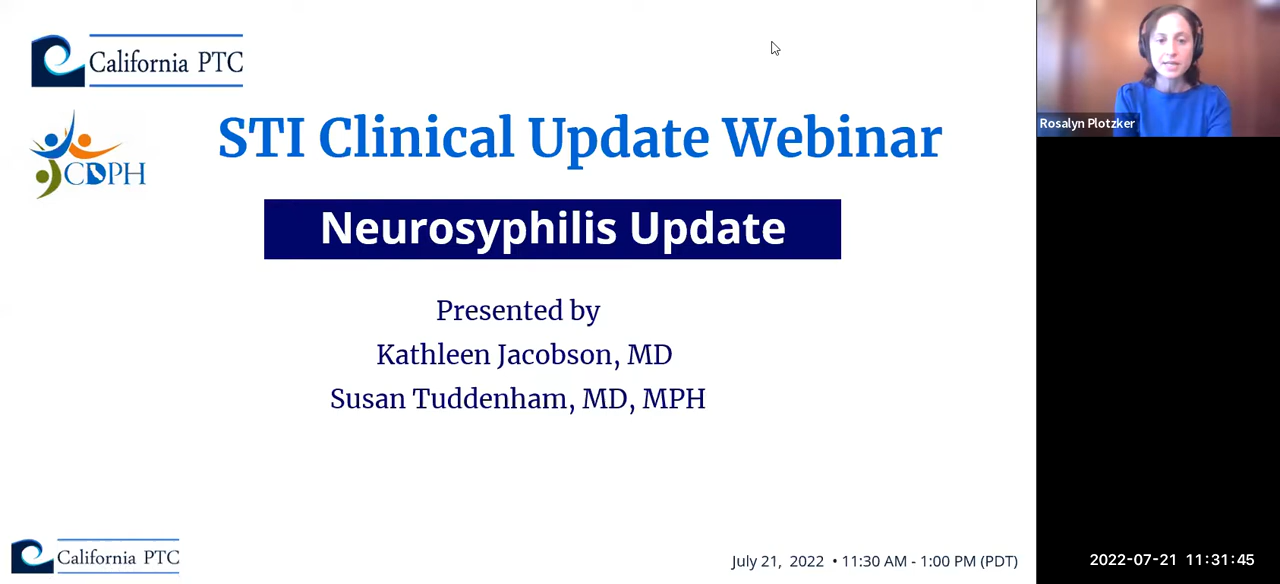 California PTC
CDPH
STI Clinical Update Webinar
Neurosyphilis Update
Presented by
Kathleen Jacobson, MD
Susan Tuddenham, MD, MPH
California PTC
July 21, 2022 • 11:30 AM - 1:00 PM (PDT)
Rosalyn Plotzker
2022-07-21 11:31:45